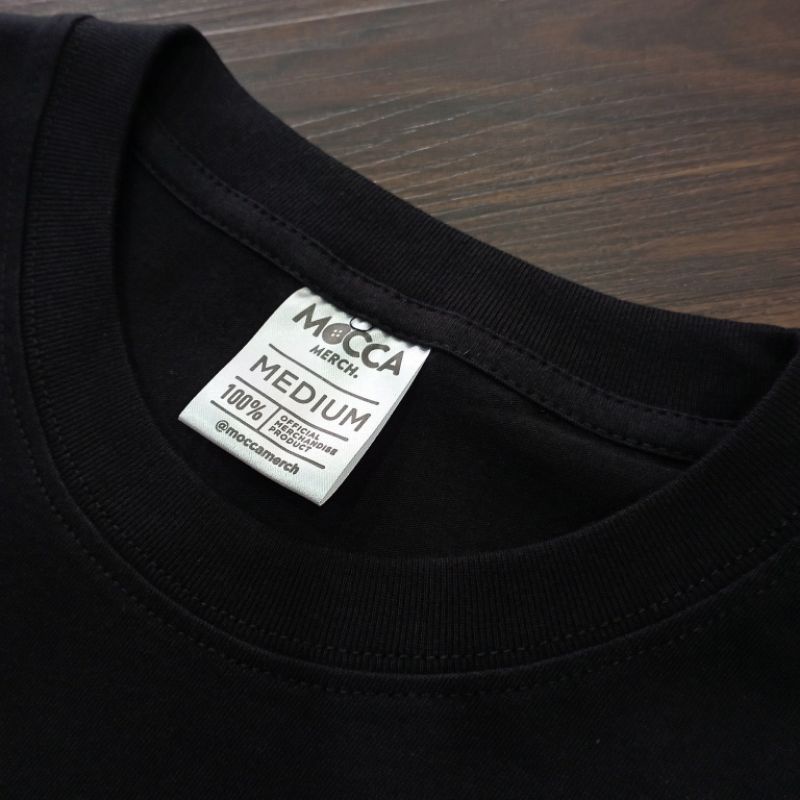 MOCCA
MERCH.
MEDIUM
100%
OFFICIAL
MERCHANDISE
PRODUCT
@moccamerch